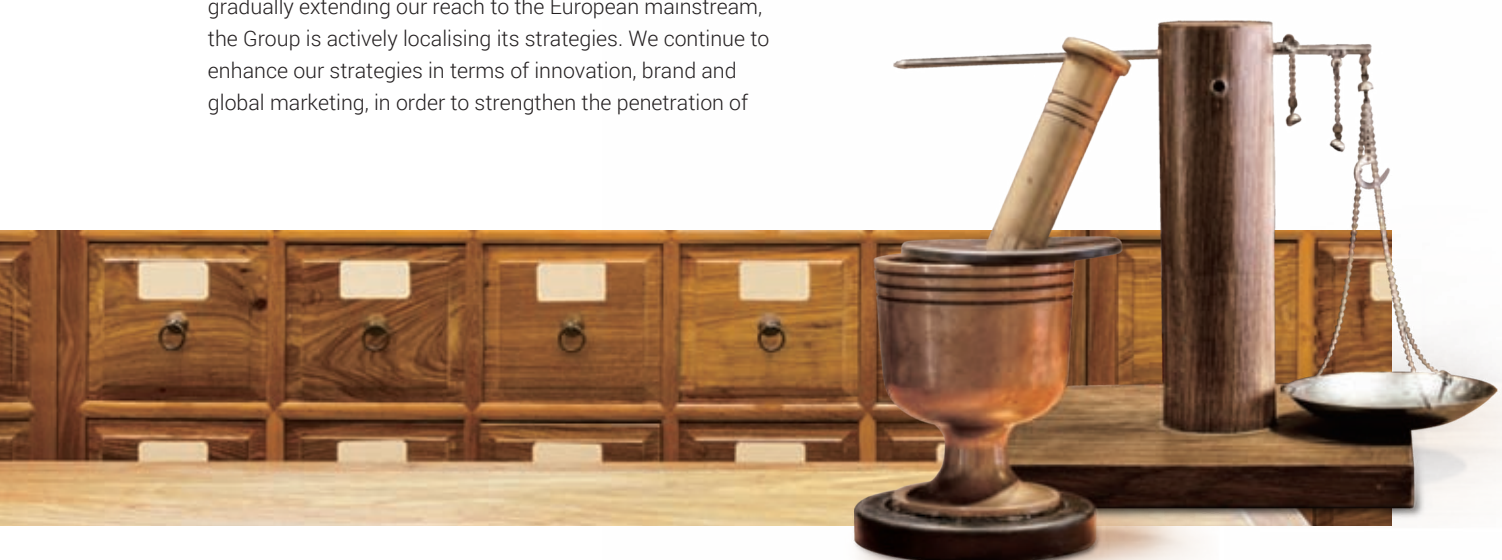 gradually extending our reach to the European mainstream,
the Group is actively localising its strategies. We continue to
enhance our strategies in terms of innovation, brand and
global marketing, in order to strengthen the penetration of